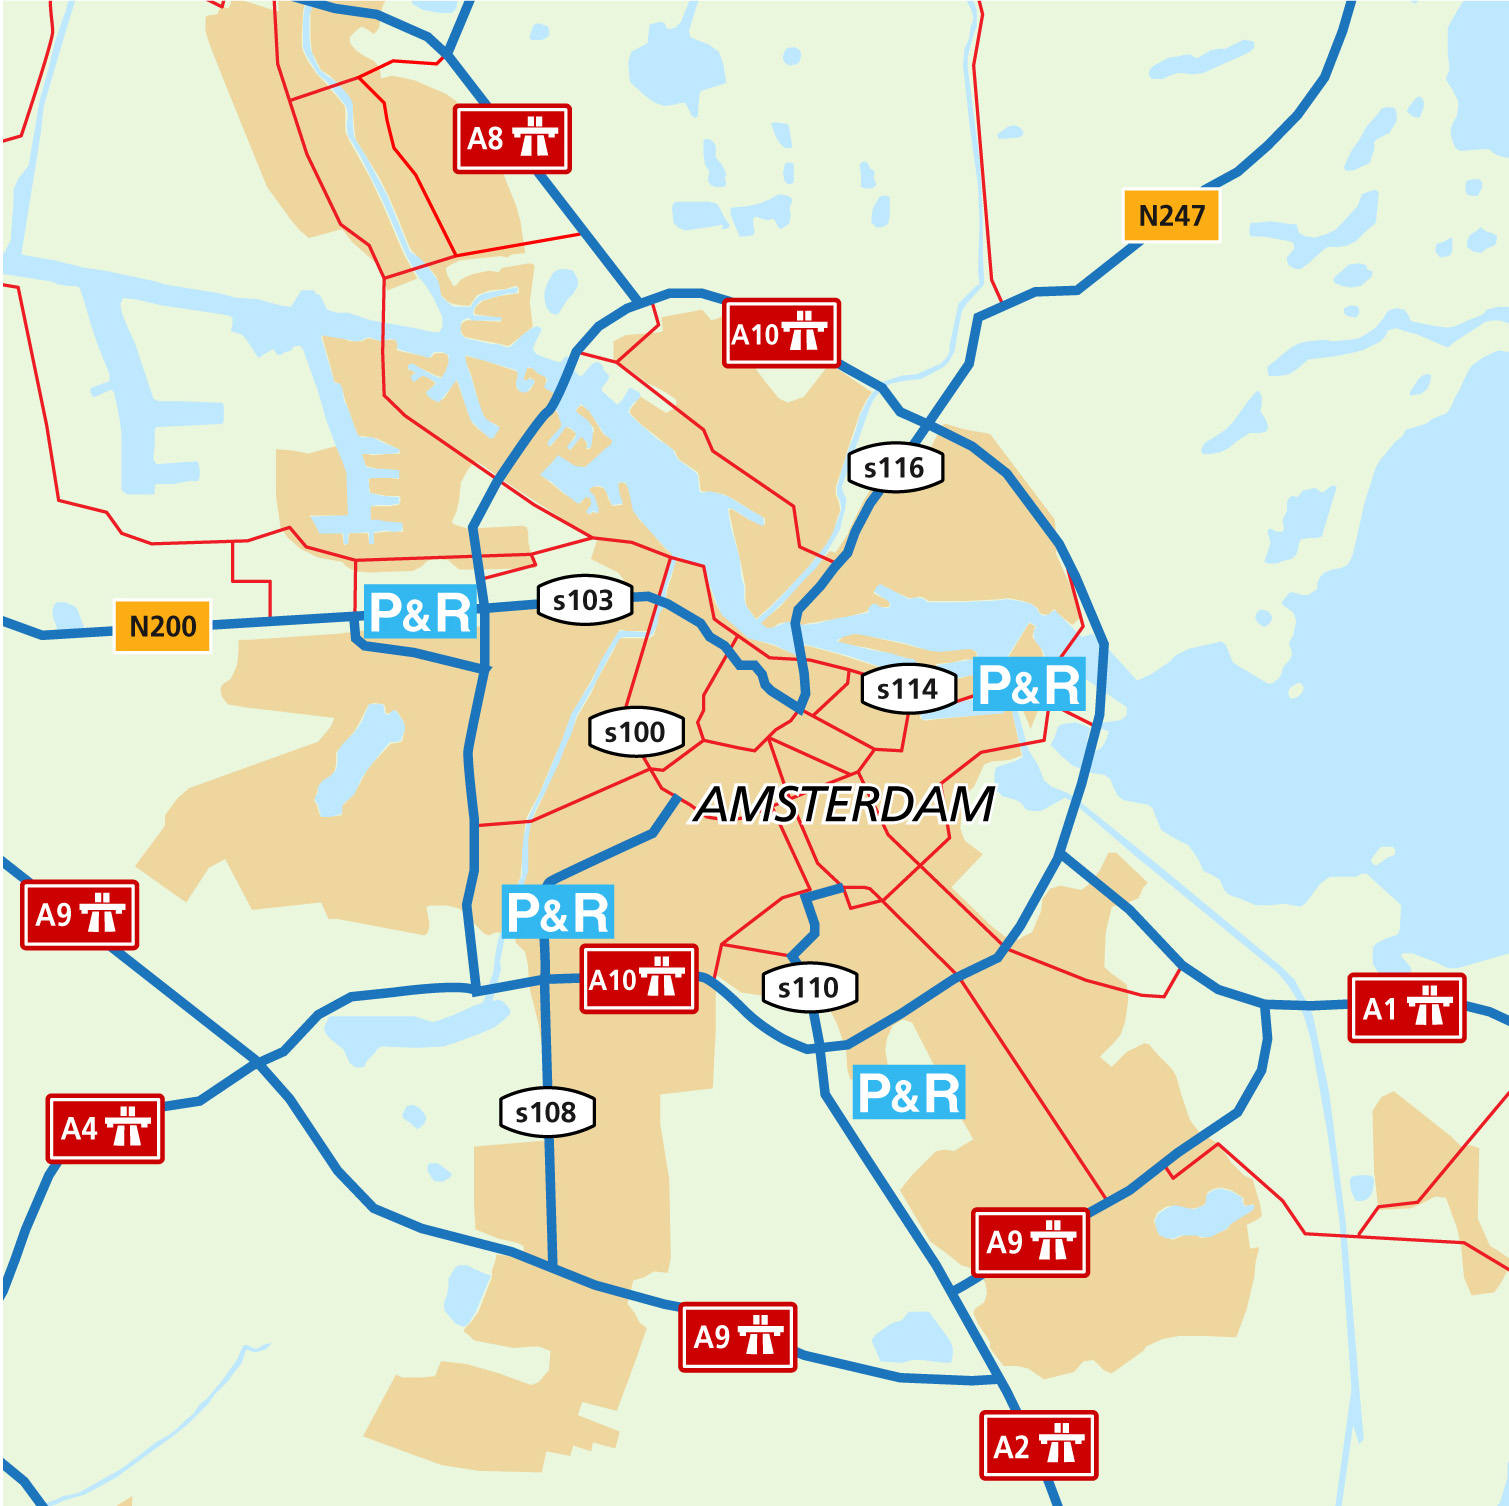 A8
N247
A10
s116
s103
P&R
N200
s114
P&R
s100
AMSTERDAM
A9
P&R
A10
s110
A1
P&R
s108
A4
A9
A9
A2